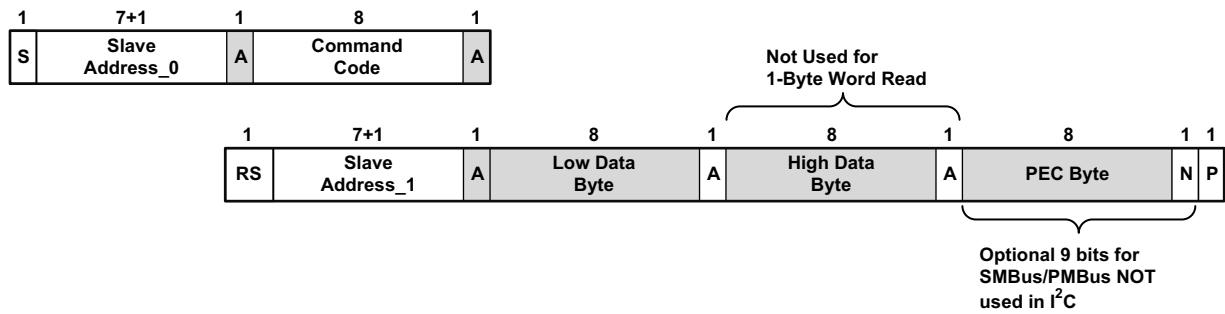 1 7+1 1 8 1
S Slave Address_0 A Command Code A
Not Used for
1-Byte Word Read
1 7+1 1 8 1 8 1 8 1 1
RS Slave Address_1 A Low Data Byte A High Data Byte A PEC Byte N P
Optional 9 bits for
SMBus/PMBus NOT
used in I²C